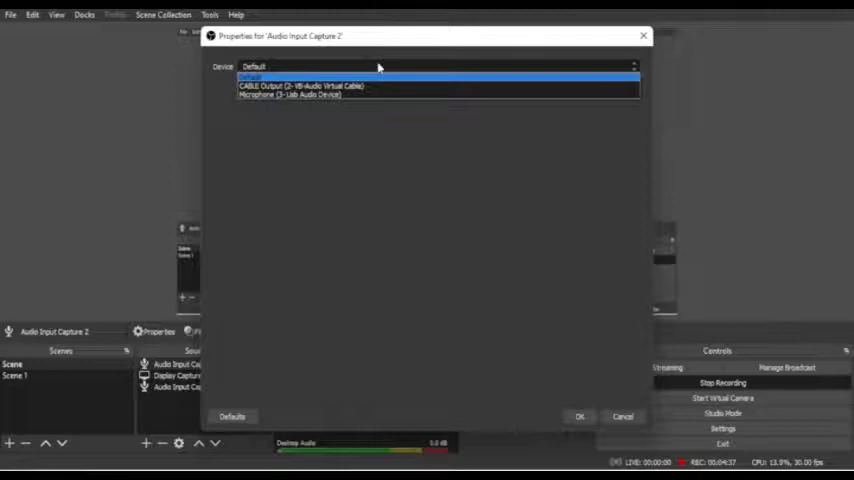 File Edit View Docks Profile Scene Collection Tools Help
Properties for 'Audio Input Capture 2'
Device Default
Default
CABLE Output (2- VB-Audio Virtual Cable)
Microphone (3- Usb Audio Device)
Audio Input Capture 2 Properties
Scenes
Controls
Scene
Scene 1
Audio Input Ca
Display Capture
Audio Input Ca
Streaming Manage Broadcast
Stop Recording
Start Virtual Camera
Studio Mode
Settings
Exit
Defaults OK Cancel
Desktop Audio 0.0 dB
LIVE: 00:00:00 REC: 00:04:37 CPU: 13.9%, 30.00 fps